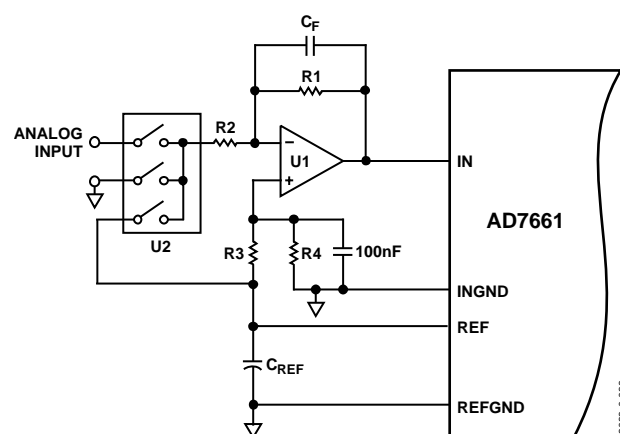 CF
R1
ANALOG
INPUT
R2
−
U1
+
IN
AD7661
U2
R3
R4
100nF
INGND
REF
CREF
REFGND